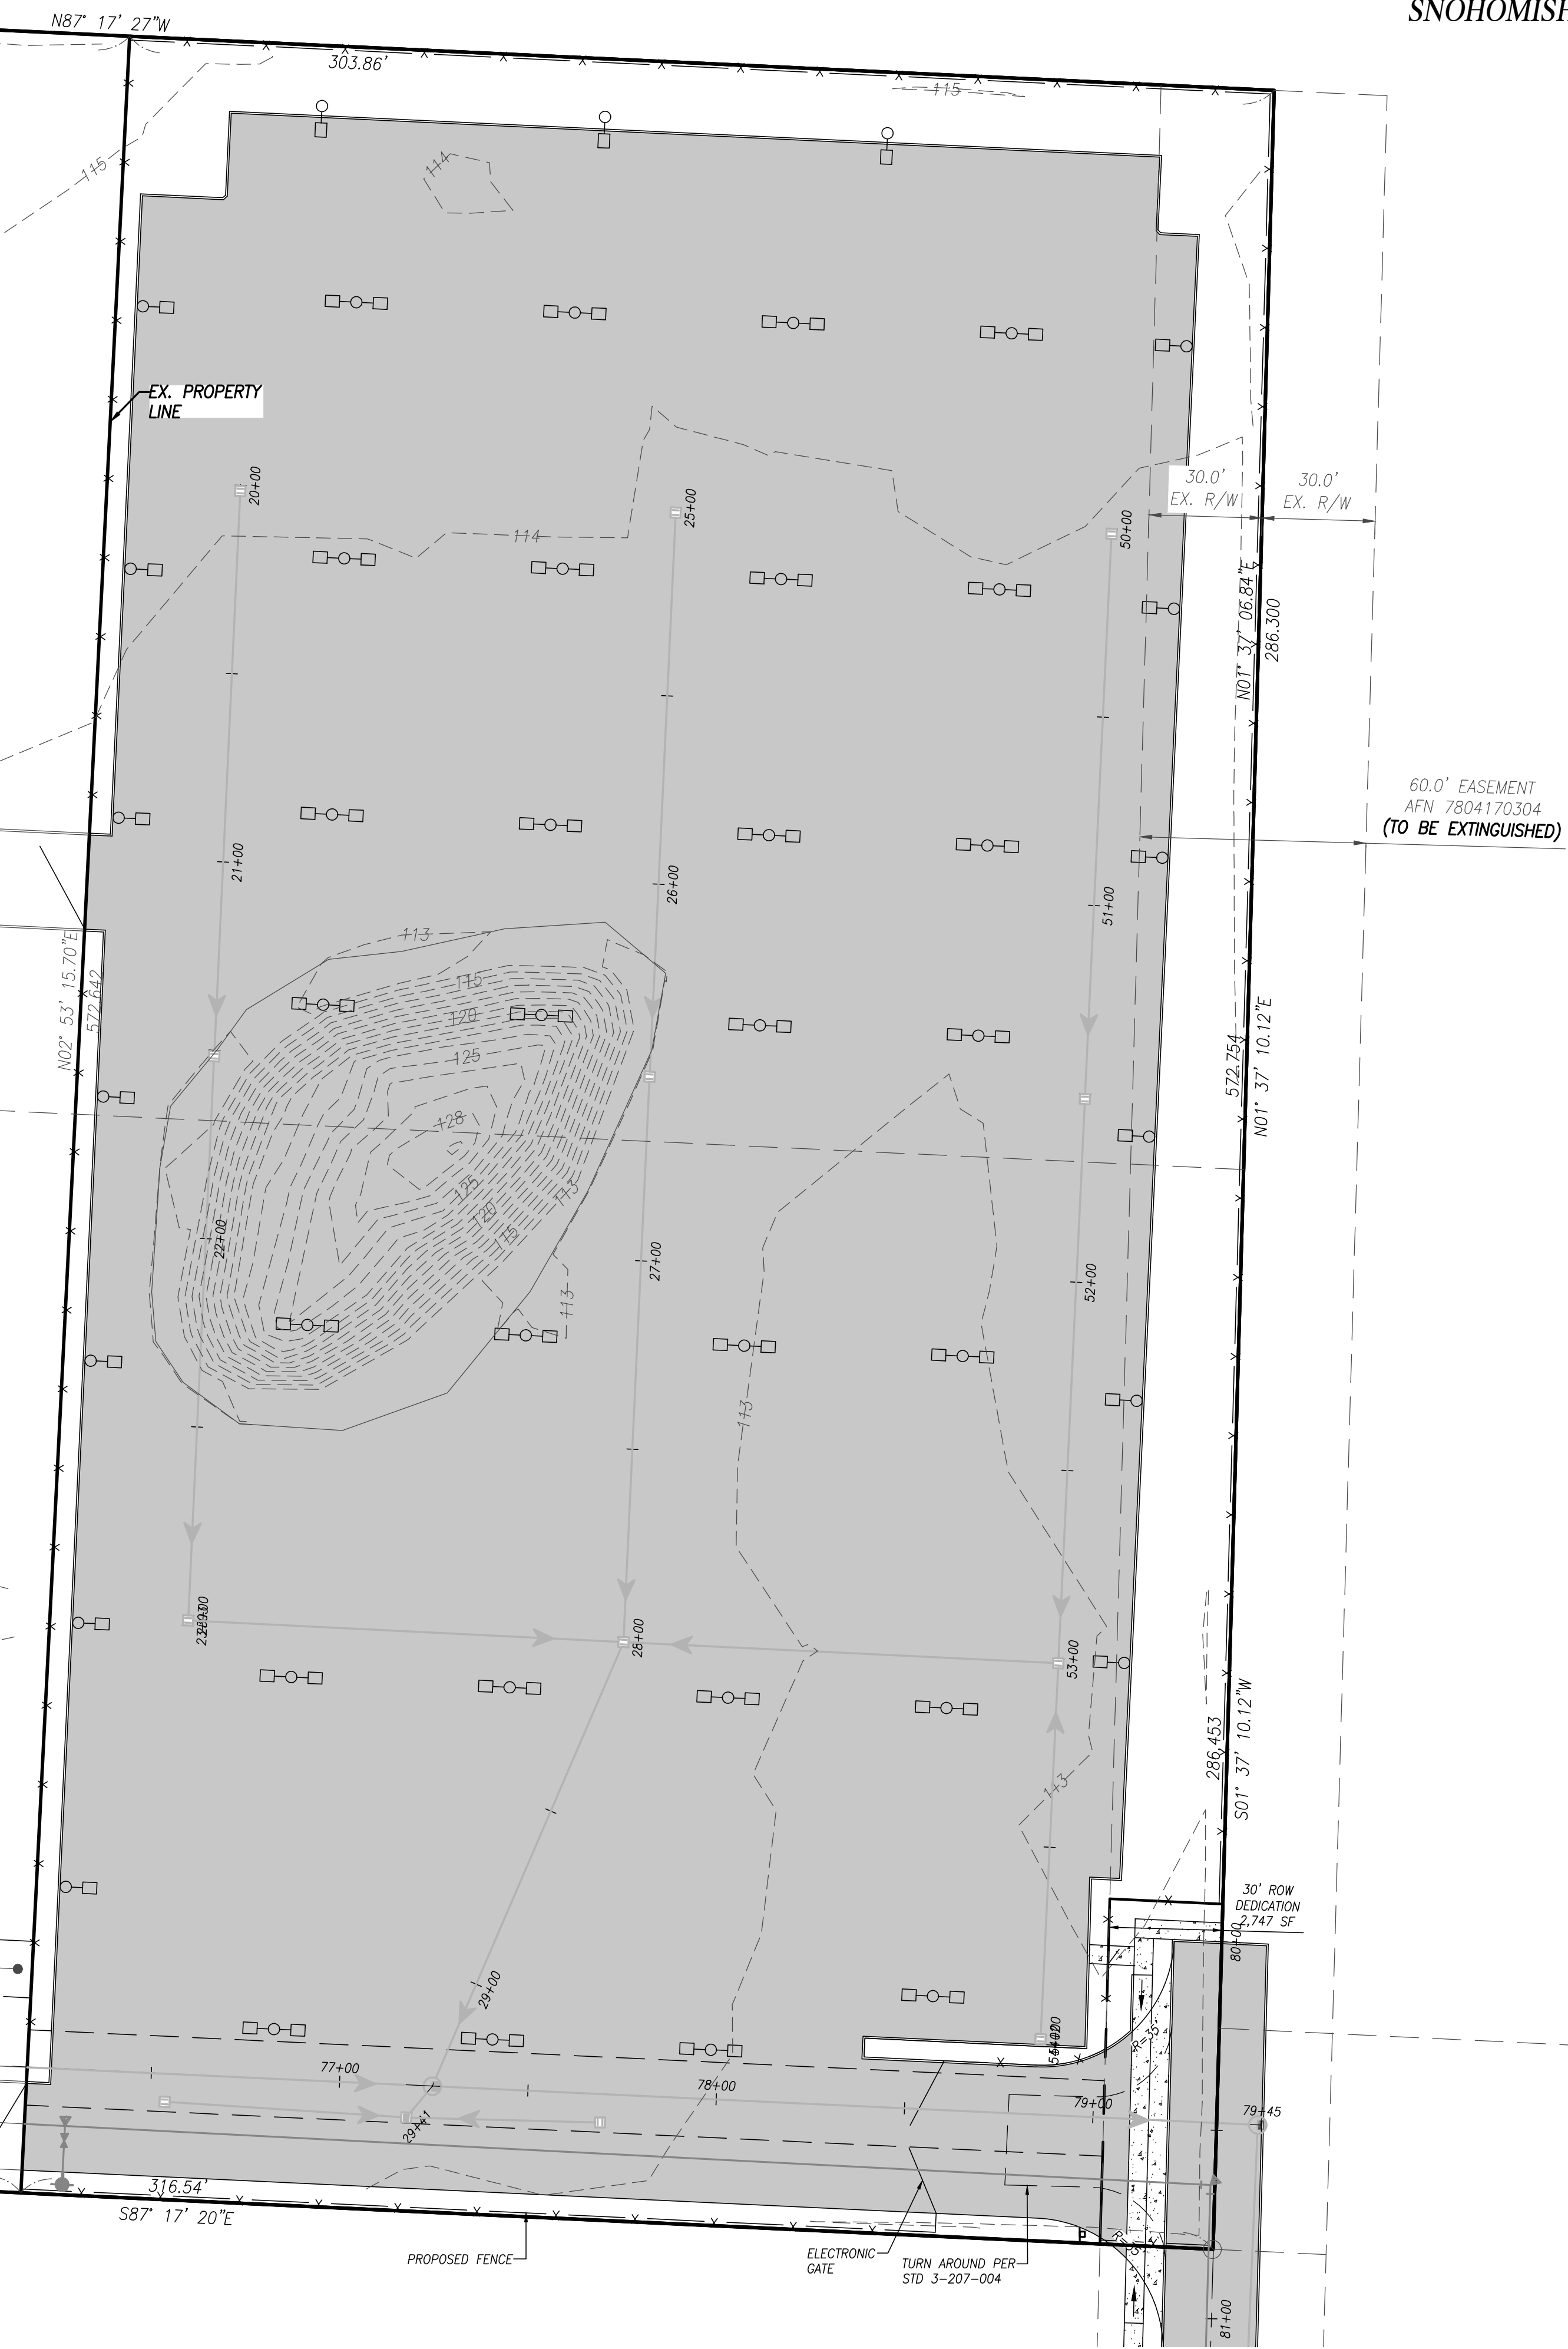 SNOHOMISH
N87° 17' 27"W
303.86'
115
115
114
EX. PROPERTY
LINE
20+00
25+00
50+00
30.0'
EX. R/W
30.0'
EX. R/W
114
N01° 37' 06.84"E
286.300
60.0' EASEMENT
AFN 7804170304
(TO BE EXTINGUISHED)
21+00
26+00
51+00
N02° 53' 15.70"E
572.642
113
115
120
125
128
125
120
115
113
113
572.754
N01° 37' 10.12"E
22+00
27+00
52+00
113
28+00
53+00
286.453
S01° 37' 10.12"W
113
30' ROW
DEDICATION
2,747 SF
80+00
29+00
R=35'
77+00
78+00
79+00
79+45
29+41
316.54'
S87° 17' 20"E
PROPOSED FENCE
ELECTRONIC
GATE
TURN AROUND PER
STD 3-207-004
81+00